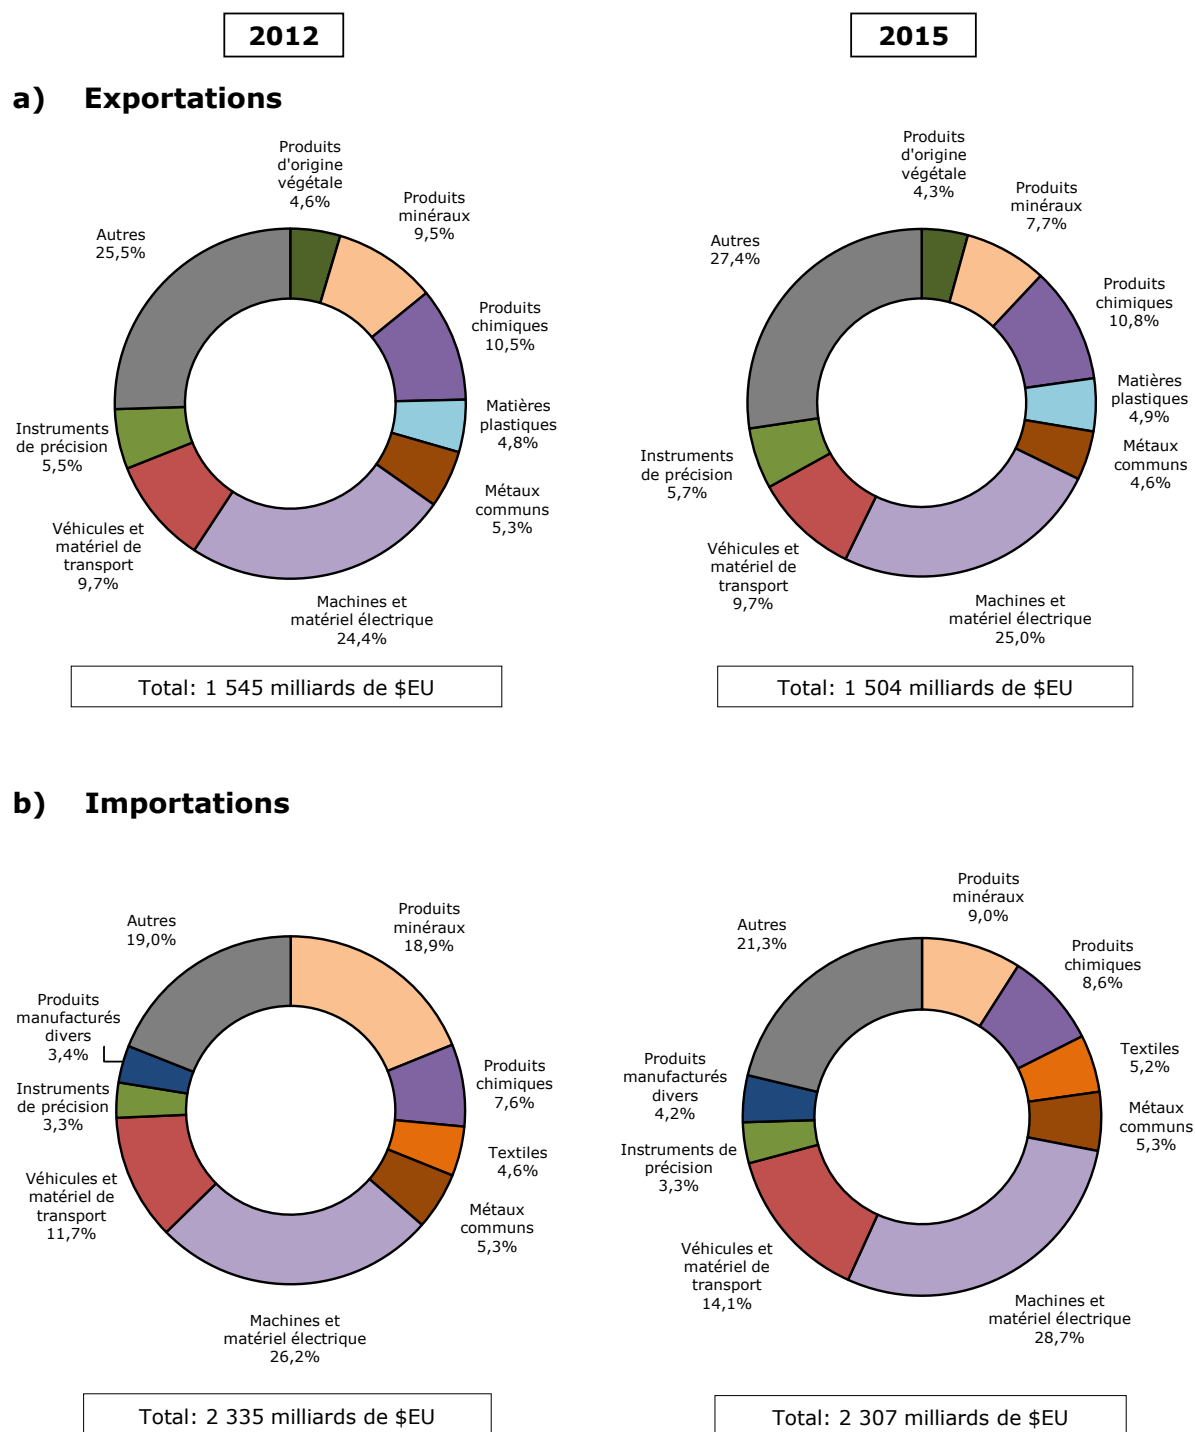 2012
2015
a) Exportations
Produits
d'origine
végétale
4,6%
Produits
minéraux
9,5%
Produits
chimiques
10,5%
Matières
plastiques
4,8%
Métaux
communs
5,3%
Machines et
matériel électrique
24,4%
Véhicules et
matériel de
transport
9,7%
Instruments
de précision
5,5%
Autres
25,5%
Total: 1 545 milliards de $EU
Produits
d'origine
végétale
4,3%
Produits
minéraux
7,7%
Produits
chimiques
10,8%
Matières
plastiques
4,9%
Métaux
communs
4,6%
Machines et
matériel électrique
25,0%
Véhicules et
matériel de
transport
9,7%
Instruments
de précision
5,7%
Autres
27,4%
Total: 1 504 milliards de $EU
b) Importations
Produits
minéraux
18,9%
Produits
chimiques
7,6%
Textiles
4,6%
Métaux
communs
5,3%
Machines et
matériel électrique
26,2%
Véhicules et
matériel de
transport
11,7%
Instruments
de précision
3,3%
Produits
manufacturés
divers
3,4%
Autres
19,0%
Total: 2 335 milliards de $EU
Produits
minéraux
9,0%
Produits
chimiques
8,6%
Textiles
5,2%
Métaux
communs
5,3%
Machines et
matériel électrique
28,7%
Véhicules et
matériel de
transport
14,1%
Instruments de
précision
3,3%
Produits
manufacturés
divers
4,2%
Autres
21,3%
Total: 2 307 milliards de $EU